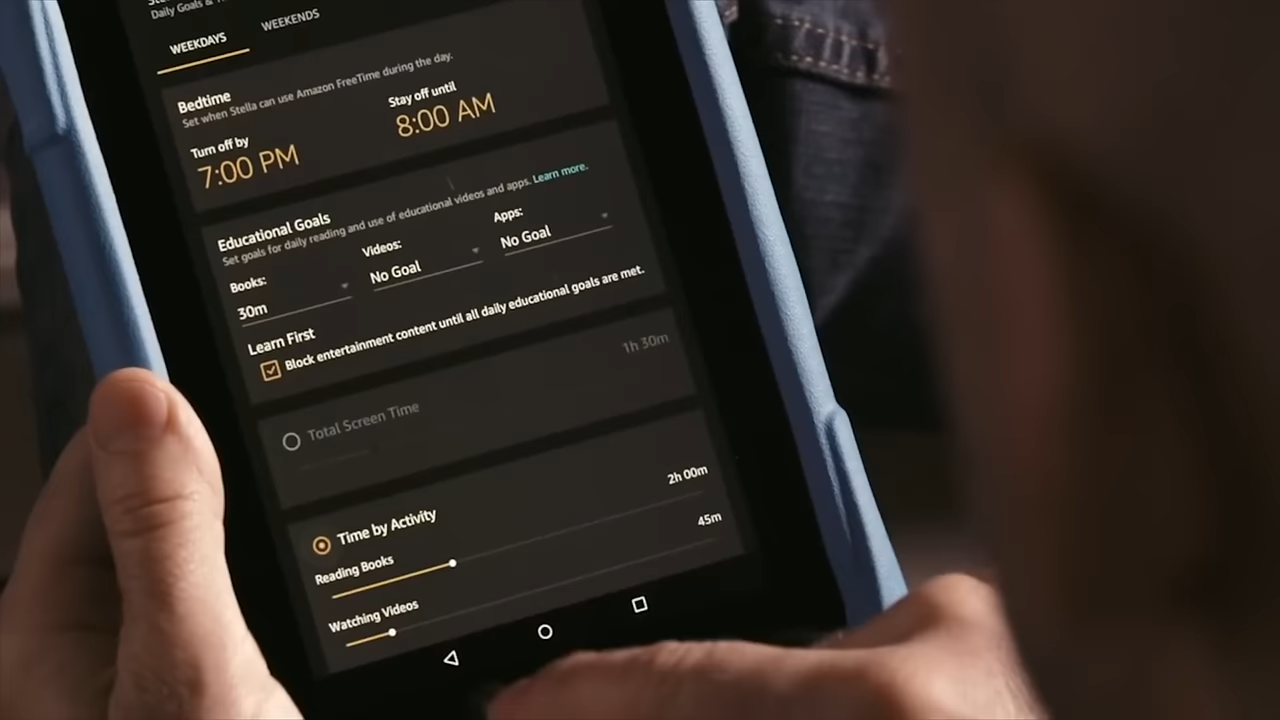 Daily Goals &
WEEKDAYS
WEEKENDS
Bedtime
Set when Stella can use Amazon FreeTime during the day.
Turn off by
Stay off until
7:00 PM
8:00 AM
Educational Goals
Set goals for daily reading and use of educational videos and apps. Learn more.
Books:
Videos:
Apps:
30m
No Goal
No Goal
Learn First
Block entertainment content until all daily educational goals are met.
Total Screen Time
1h 30m
Time by Activity
Reading Books
2h 00m
Watching Videos
45m